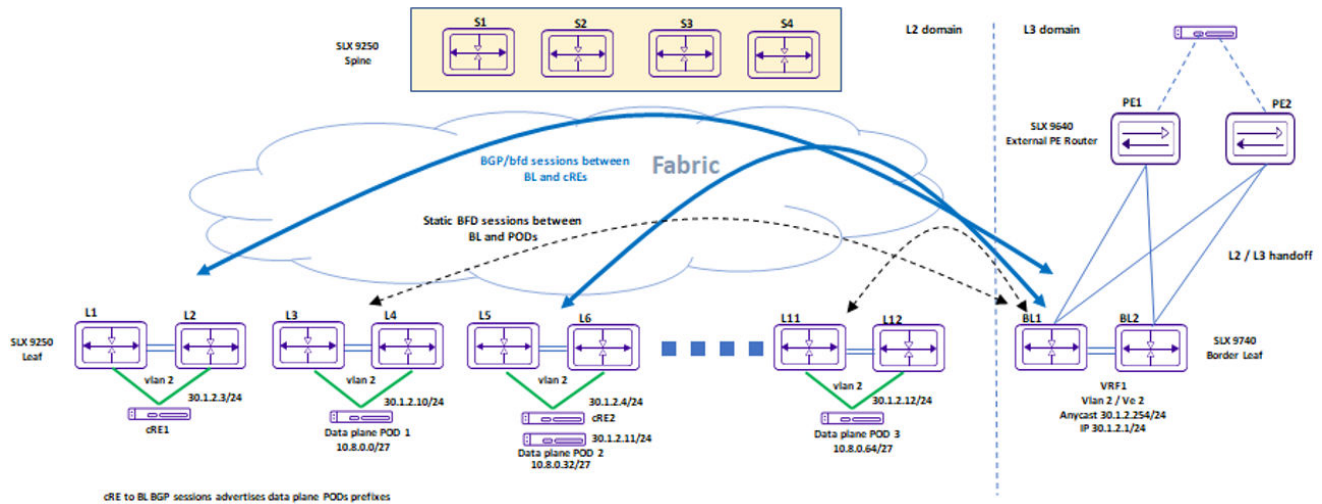 S1
S2
S3
S4
SLX 9250
Spine
L2 domain
L3 domain
PE1
PE2
SLX 9640
External PE Router
BGP/bfd sessions between
BL and cREs
Fabric
Static BFD sessions between
BL and PODs
L2 / L3 handoff
L1
L2
L3
L4
L5
L6
L11
L12
BL1
BL2
SLX 9250
Leaf
SLX 9740
Border Leaf
vlan 2
30.1.2.3/24
cRE1
vlan 2
30.1.2.10/24
Data plane POD 1
10.8.0.0/27
vlan 2
30.1.2.4/24
cRE2
30.1.2.11/24
Data plane POD 2
10.8.0.32/27
vlan 2
30.1.2.12/24
Data plane POD 3
10.8.0.64/27
VRF1
Vlan 2 / Ve 2
Anycast 30.1.2.254/24
IP 30.1.2.1/24
cRE to BL BGP sessions advertises data plane PODs prefixes